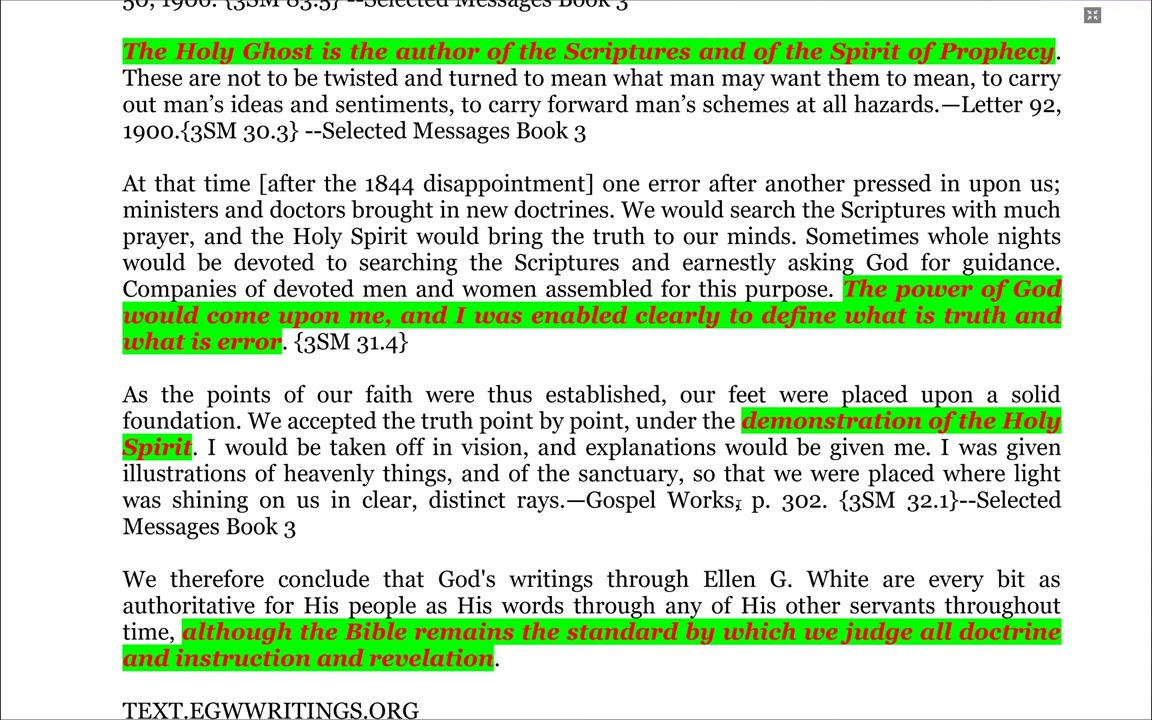 50, 1900. {3SM 83.5} --Selected Messages Book 3
The Holy Ghost is the author of the Scriptures and of the Spirit of Prophecy.
These are not to be twisted and turned to mean what man may want them to mean, to carry
out man’s ideas and sentiments, to carry forward man’s schemes at all hazards.—Letter 92,
1900.{3SM 30.3} --Selected Messages Book 3
At that time [after the 1844 disappointment] one error after another pressed in upon us;
ministers and doctors brought in new doctrines. We would search the Scriptures with much
prayer, and the Holy Spirit would bring the truth to our minds. Sometimes whole nights
would be devoted to searching the Scriptures and earnestly asking God for guidance.
Companies of devoted men and women assembled for this purpose. The power of God
would come upon me, and I was enabled clearly to define what is truth and
what is error. {3SM 31.4}
As the points of our faith were thus established, our feet were placed upon a solid
foundation. We accepted the truth point by point, under the demonstration of the Holy
Spirit. I would be taken off in vision, and explanations would be given me. I was given
illustrations of heavenly things, and of the sanctuary, so that we were placed where light
was shining on us in clear, distinct rays.—Gospel Works, p. 302. {3SM 32.1}--Selected
Messages Book 3
We therefore conclude that God's writings through Ellen G. White are every bit as
authoritative for His people as His words through any of His other servants throughout
time, although the Bible remains the standard by which we judge all doctrine
and instruction and revelation.
TEXT.EGWWRITINGS.ORG